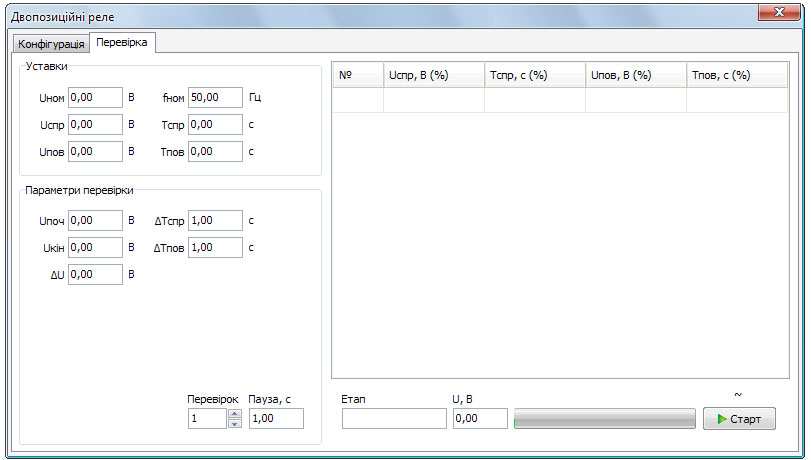 Двопозиційні реле
Конфігурація Перевірка
Уставки
Uном 0,00 В fном 50,00 Гц
Uспр 0,00 В Tспр 0,00 с
Uпов 0,00 В Tпов 0,00 с
Параметри перевірки
Uпоч 0,00 В ΔTспр 1,00 с
Uкін 0,00 В ΔTпов 1,00 с
ΔU 0,00 В
Перевірок Пауза, с
1 1,00
№ Uспр, В (%) Tспр, с (%) Uпов, В (%) Tпов, с (%)
Етап U, В ~
0,00 Старт